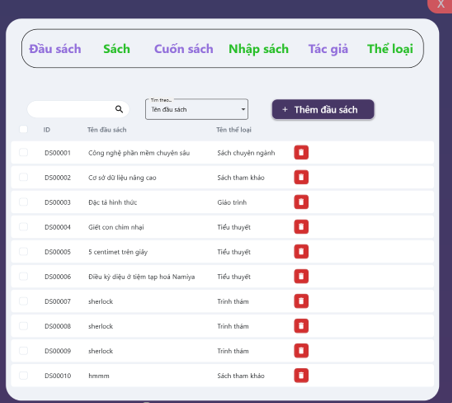 X
Đầu sách Sách Cuốn sách Nhập sách Tác giả Thể loại
Tìm theo...
Tên đầu sách
+ Thêm đầu sách
ID Tên đầu sách Tên thể loại
DS00001 Công nghệ phần mềm chuyên sâu Sách chuyên ngành
DS00002 Cơ sở dữ liệu nâng cao Sách tham khảo
DS00003 Đặc tả hình thức Giáo trình
DS00004 Giết con chim nhại Tiểu thuyết
DS00005 5 centimet trên giây Tiểu thuyết
DS00006 Điều kỳ diệu ở tiệm tạp hoá Namiya Tiểu thuyết
DS00007 sherlock Trinh thám
DS00008 sherlock Trinh thám
DS00009 sherlock Trinh thám
DS00010 hmmm Sách tham khảo